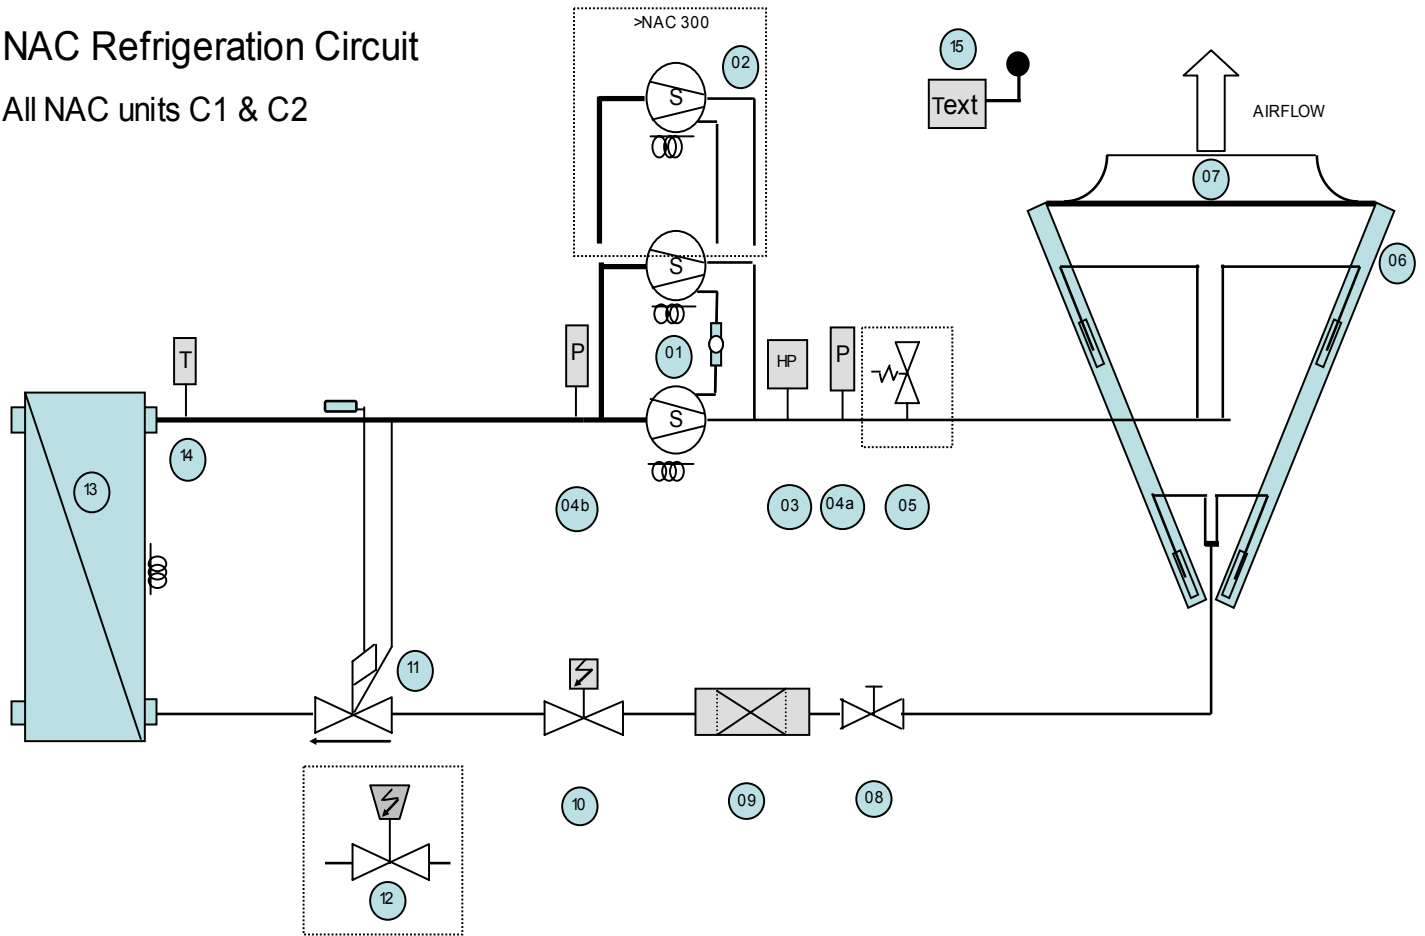 NAC Refrigeration Circuit
All NAC units C1 & C2
>NAC 300
02
S
15
Text
AIRFLOW
07
06
S
01
T
P
HP
P
S
14
13
04b
03
04a
05
11
10
09
08
12